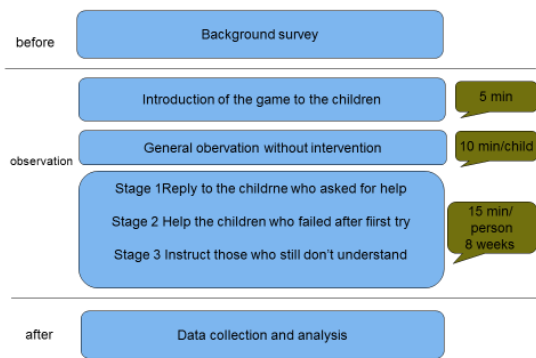 before
Background survey
Introduction of the game to the children
5 min
observation
General obervation without intervention
10 min/child
Stage 1Reply to the childrne who asked for help
Stage 2 Help the children who failed after fiirst try
Stage 3 Instruct those who still don't understand
15 min/
person
8 weeks
after
Data collection and analysis